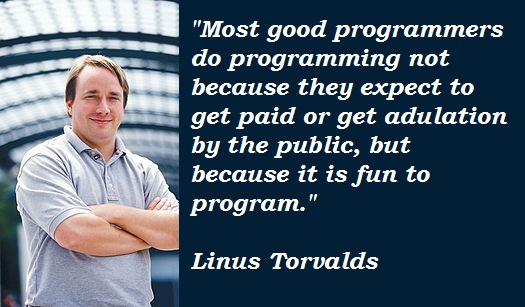 "Most good programmers
do programming not
because they expect to
get paid or get adulation
by the public, but
because it is fun to
program."
Linus Torvalds